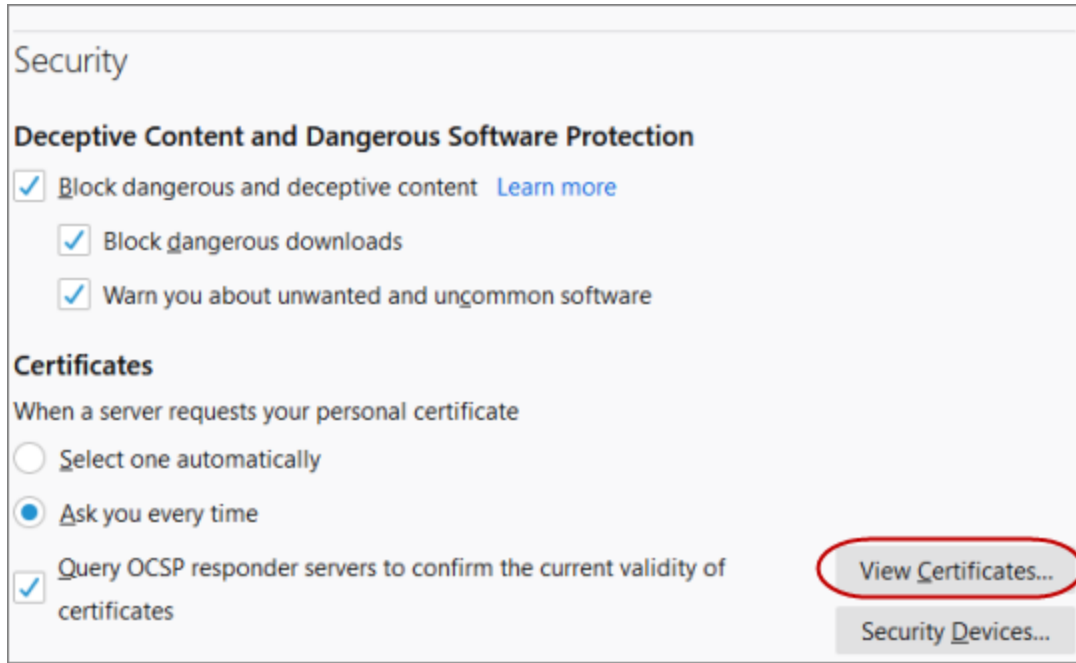 Security
Deceptive Content and Dangerous Software Protection
Block dangerous and deceptive content Learn more
Block dangerous downloads
Warn you about unwanted and uncommon software
Certificates
When a server requests your personal certificate
Select one automatically
Ask you every time
Query OCSP responder servers to confirm the current validity of
certificates
View Certificates...
Security Devices...